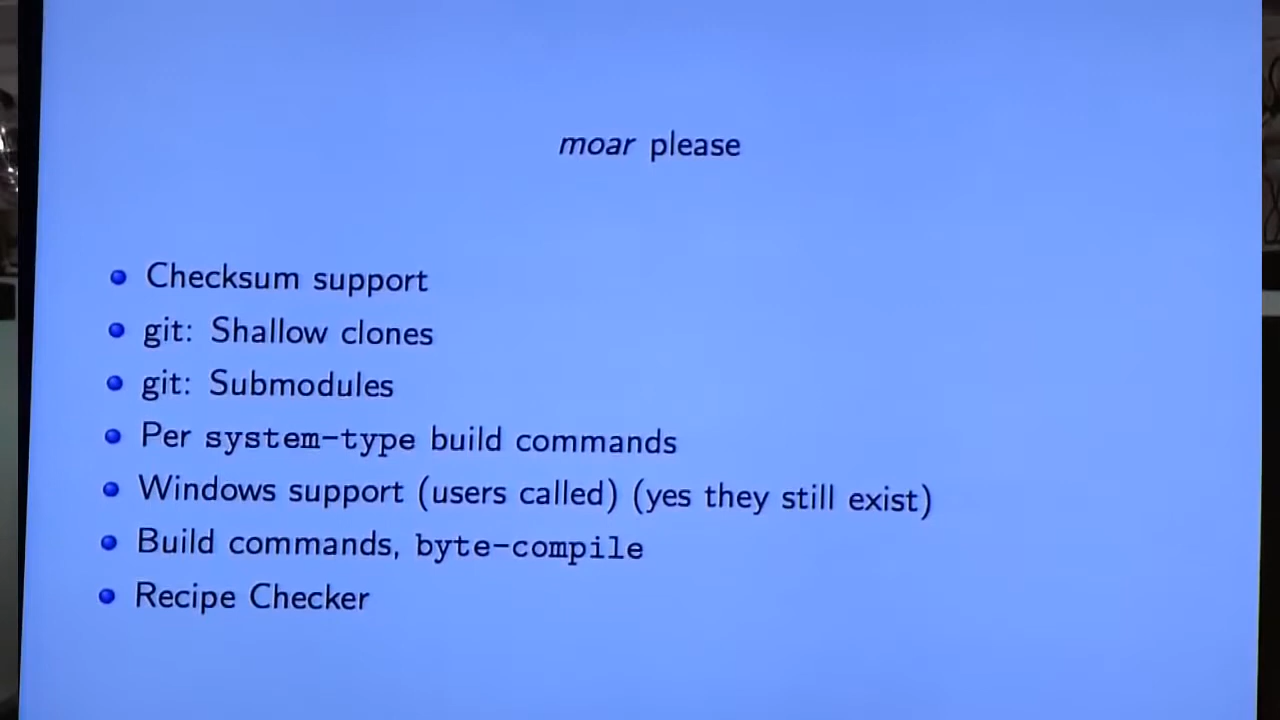 moar please
Checksum support
git: Shallow clones
git: Submodules
Per system-type build commands
Windows support (users called) (yes they still exist)
Build commands, byte-compile
Recipe Checker